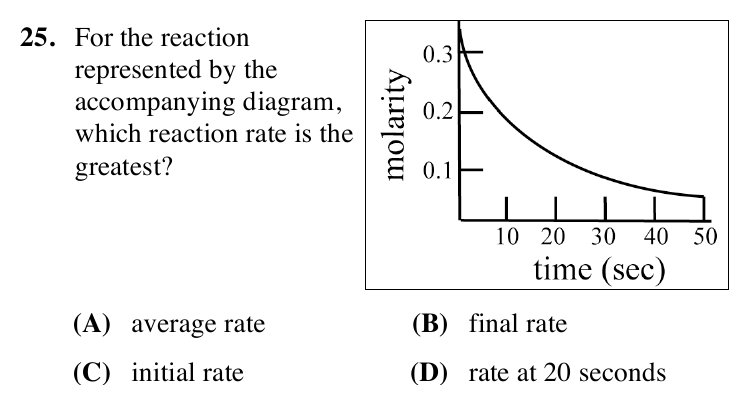 25. For the reaction
represented by the
accompanying diagram,
which reaction rate is the
greatest?
molarity
0.3
0.2
0.1
10 20 30 40 50
time (sec)
(A) average rate (B) final rate
(C) initial rate (D) rate at 20 seconds